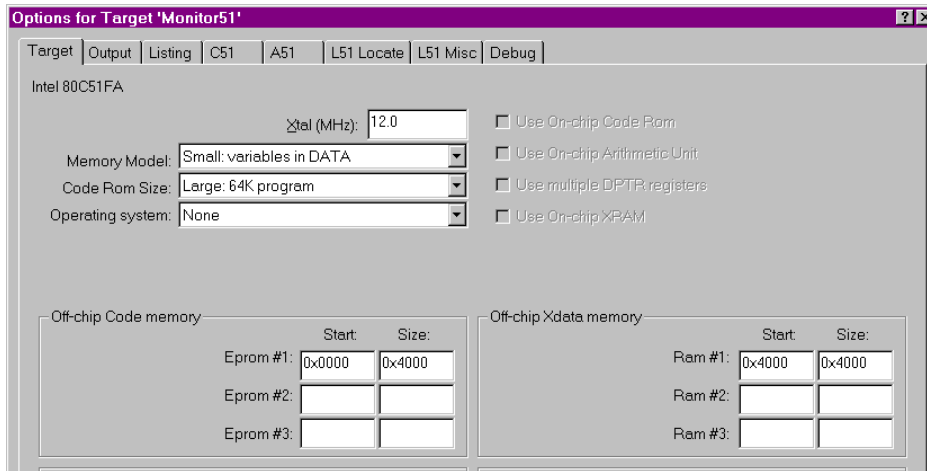 Options for Target 'Monitor51'
Target Output Listing C51 A51 L51 Locate L51 Misc Debug
Intel 80C51FA
Xtal (MHz): 12.0
Use On-chip Code Rom
Memory Model: Small: variables in DATA
Use On-chip Arithmetic Unit
Code Rom Size: Large: 64K program
Use multiple DPTR registers
Operating system: None
Use On-chip XRAM
Off-chip Code memory
Start: Size:
Eprom #1: 0x0000 0x4000
Eprom #2:
Eprom #3:
Off-chip Xdata memory
Start: Size:
Ram #1: 0x4000 0x4000
Ram #2:
Ram #3: